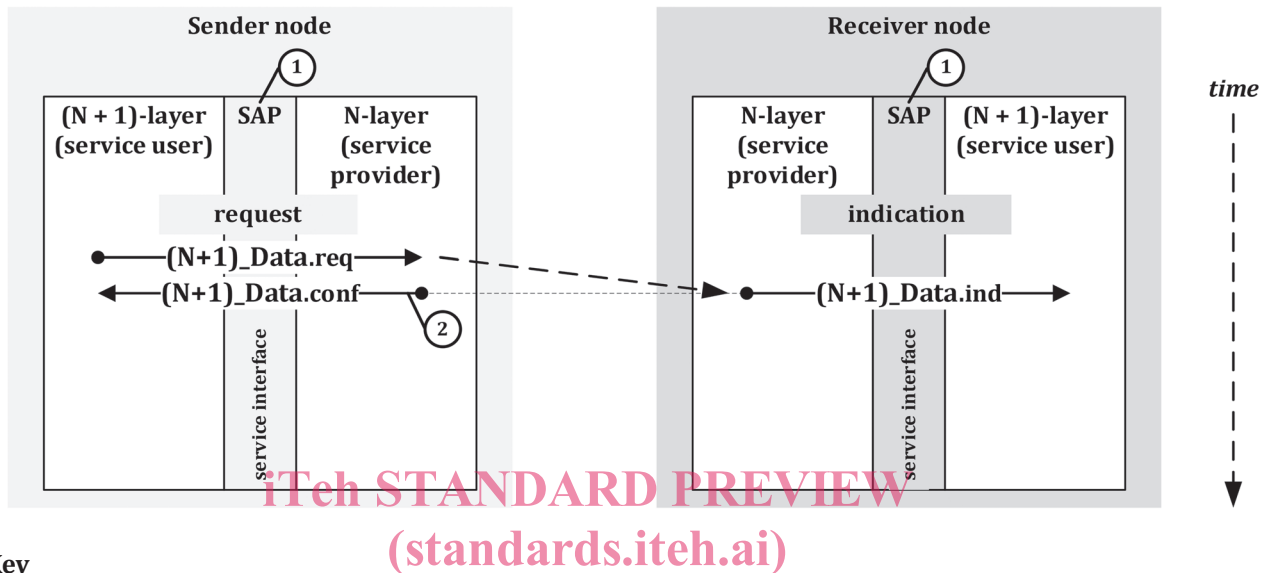 Sender node
Receiver node
1
1
time
(N + 1)-layer
(service user)
SAP
N-layer
(service
provider)
N-layer
(service
provider)
SAP
(N + 1)-layer
(service user)
request
indication
(N+1)_Data.req
(N+1)_Data.conf
(N+1)_Data.ind
2
service interface
service interface
iTeh STANDARD PREVIEW
(standards.iteh.ai)
Key